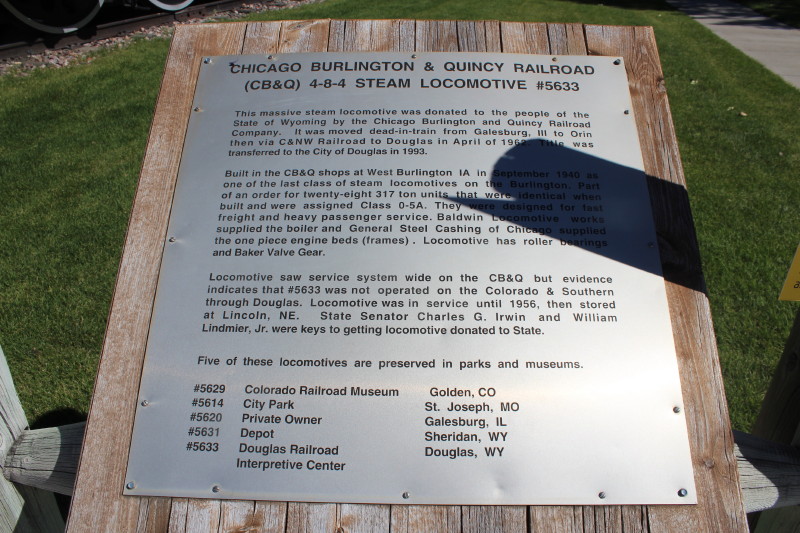 CHICAGO BURLINGTON & QUINCY RAILROAD
(CB&Q) 4-8-4 STEAM LOCOMOTIVE #5633
This massive steam locomotive was donated to the people of the
State of Wyoming by the Chicago Burlington and Quincy Railroad
Company. It was moved dead-in-train from Galesburg, Ill to Orin
then via C&NW Railroad to Douglas in April of 1962. Title was
transferred to the City of Douglas in 1993.
Built in the CB&Q shops at West Burlington IA in September 1940 as
one of the last class of steam locomotives on the Burlington. Part
of an order for twenty-eight 317 ton units that were identical when
built and were assigned Class 0-5A. They were designed for fast
freight and heavy passenger service. Baldwin Locomotive works
supplied the boiler and General Steel Cashing of Chicago supplied
the one piece engine beds (frames) . Locomotive has roller bearings
and Baker Valve Gear.
Locomotive saw service system wide on the CB&Q but evidence
indicates that #5633 was not operated on the Colorado & Southern
through Douglas. Locomotive was in service until 1956, then stored
at Lincoln, NE. State Senator Charles G. Irwin and William
Lindmier, Jr. were keys to getting locomotive donated to State.
Five of these locomotives are preserved in parks and museums.
#5629 Colorado Railroad Museum Golden, CO
#5614 City Park St. Joseph, MO
#5620 Private Owner Galesburg, IL
#5631 Depot Sheridan, WY
#5633 Douglas Railroad Douglas, WY
Interpretive Center